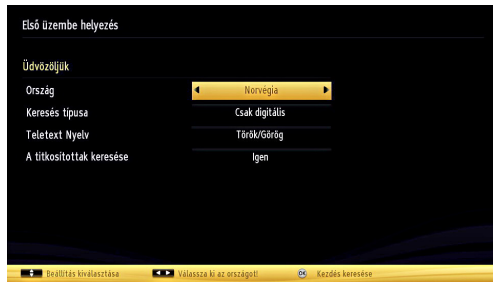 Első üzembe helyezés
Üdvözöljük
Ország Norvégia
Keresés típusa Csak digitális
Teletext Nyelv Török/Görög
A titkosítottak keresése Igen
Beállítás kiválasztása Válassza ki az országot! OK Kezdés keresése